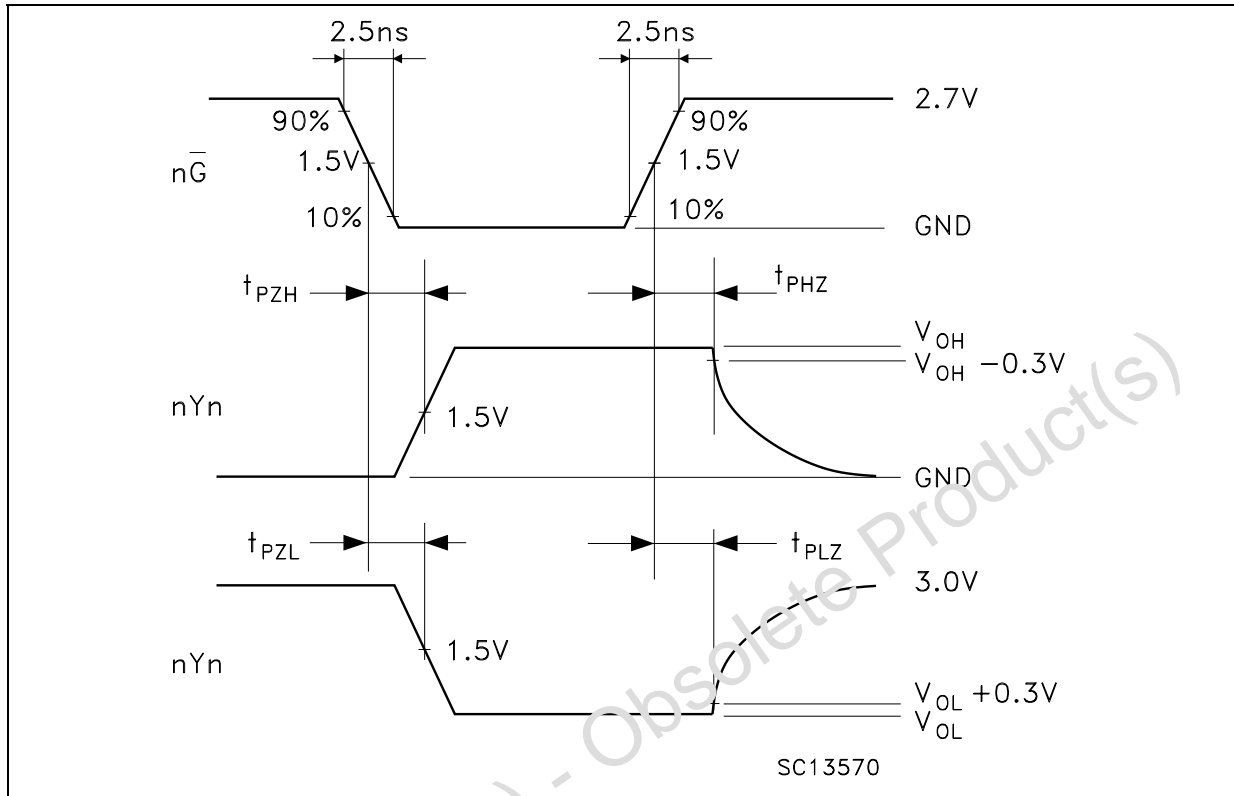 2.5ns 2.5ns
2.7V
90% 90%
nG̅ 1.5V 1.5V
10% 10%
GND
tPZH tPHZ
VOH
VOH −0.3V
nYn 1.5V
GND
tPZL tPLZ
3.0V
nYn 1.5V
VOL +0.3V
VOL
SC13570
) - Obsolete Product(s)